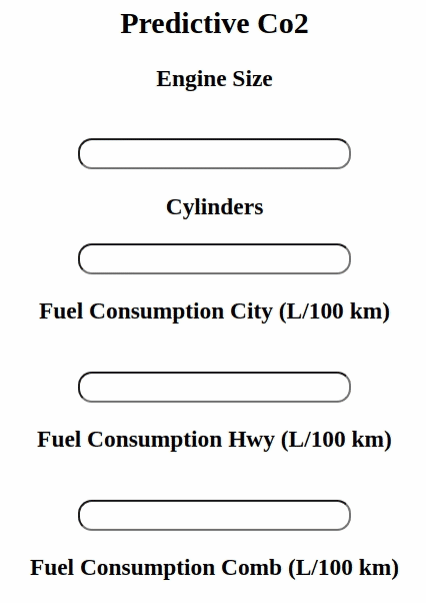 Predictive Co2
Engine Size
Cylinders
Fuel Consumption City (L/100 km)
Fuel Consumption Hwy (L/100 km)
Fuel Consumption Comb (L/100 km)